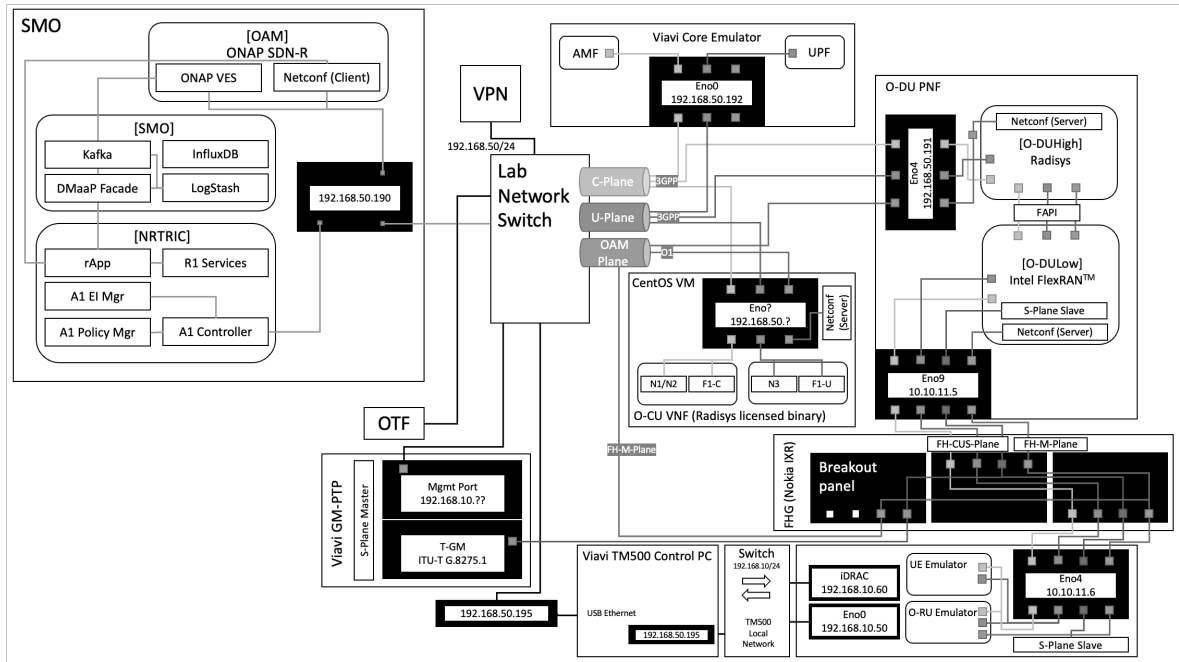 SMO
[OAM]
ONAP SDN-R
ONAP VES
Netconf (Client)
[SMO]
Kafka
InfluxDB
DMaaP Facade
LogStash
[NRTRIC]
rApp
R1 Services
A1 EI Mgr
A1 Policy Mgr
A1 Controller
192.168.50.190
VPN
192.168.50/24
Lab
Network
Switch
C-Plane
U-Plane
OAM
Plane
3GPP
3GPP
O1
Viavi Core Emulator
AMF
UPF
Eno0
192.168.50.192
O-DU PNF
Eno4
192.168.50.191
Netconf (Server)
[O-DUHigh]
Radisys
FAPI
[O-DULow]
Intel FlexRAN™
S-Plane Slave
Netconf (Server)
Eno9
10.10.11.5
CentOS VM
Eno?
192.168.50.?
Netconf
(Server)
N1/N2
F1-C
N3
F1-U
O-CU VNF (Radisys licensed binary)
OTF
FH-M-Plane
Viavi GM-PTP
S-Plane Master
Mgmt Port
192.168.10.??
T-GM
ITU-T G.8275.1
FHG (Nokia IXR)
Breakout
panel
FH-CUS-Plane
FH-M-Plane
192.168.50.195
Viavi TM500 Control PC
USB Ethernet
192.168.50.195
Switch
192.168.10/24
TM500
Local
Network
iDRAC
192.168.10.60
Eno0
192.168.10.50
UE Emulator
O-RU Emulator
Eno4
10.10.11.6
S-Plane Slave